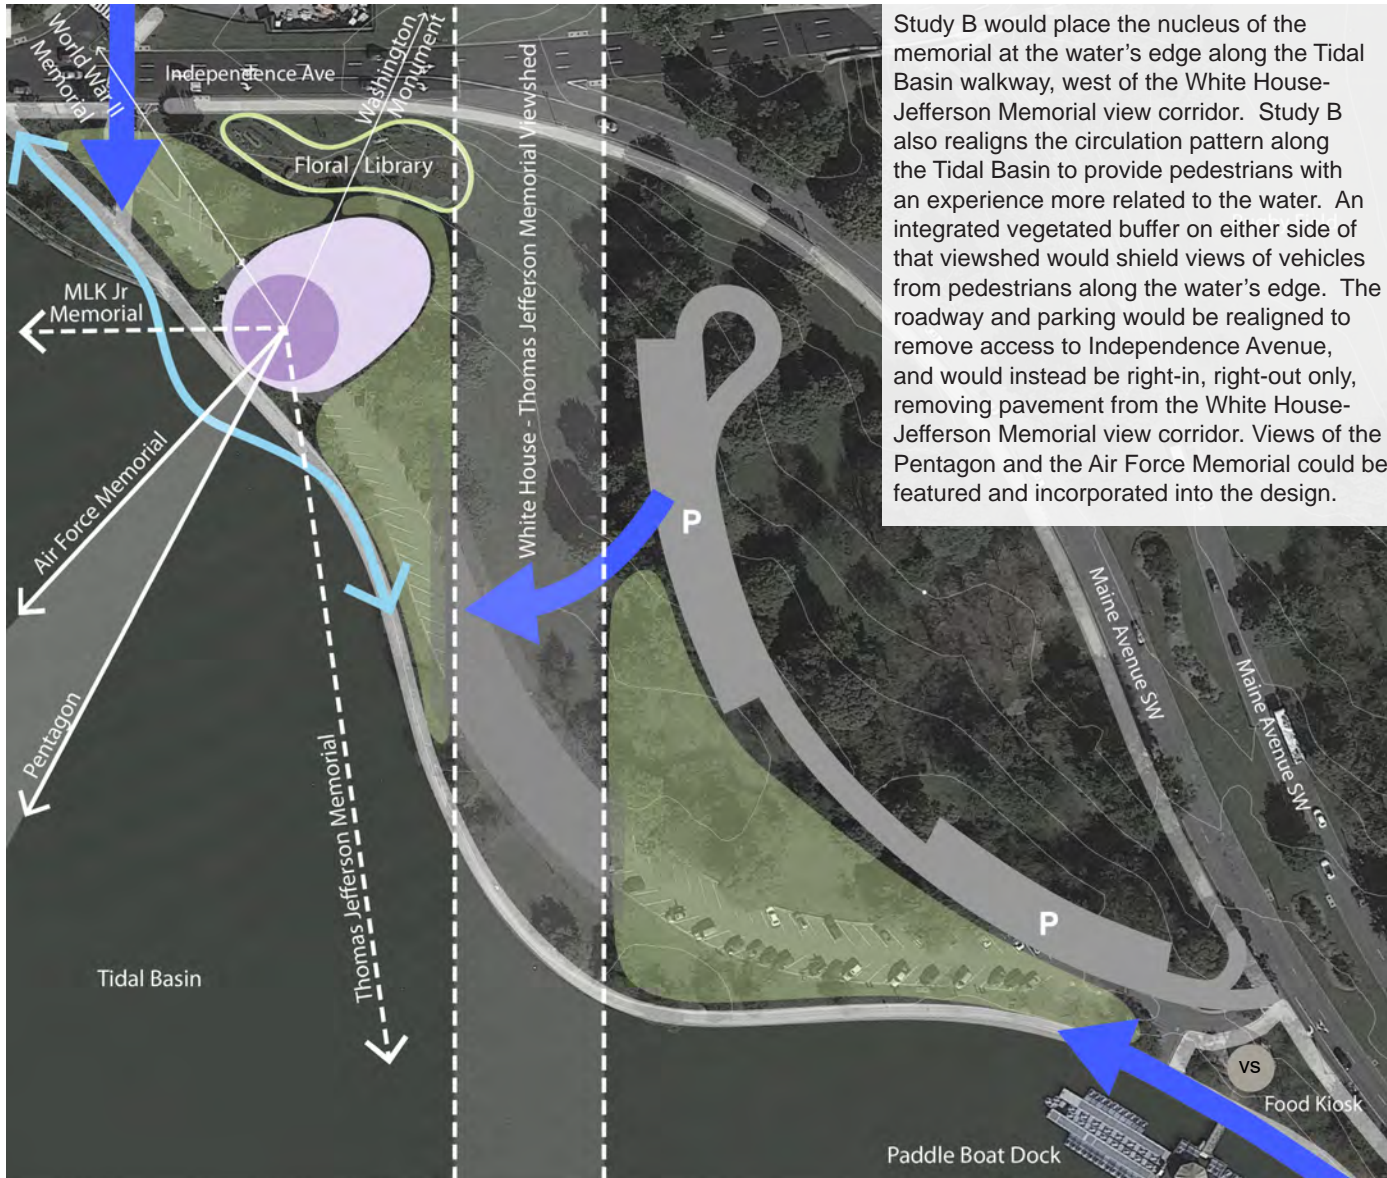 Study B would place the nucleus of the
memorial at the water's edge along the Tidal
Basin walkway, west of the White House-
Jefferson Memorial view corridor.  Study B
also realigns the circulation pattern along
the Tidal Basin to provide pedestrians with
an experience more related to the water.  An
integrated vegetated buffer on either side of
that viewshed would shield views of vehicles
from pedestrians along the water's edge.  The
roadway and parking would be realigned to
remove access to Independence Avenue,
and would instead be right-in, right-out only,
removing pavement from the White House-
Jefferson Memorial view corridor. Views of the
Pentagon and the Air Force Memorial could be
featured and incorporated into the design.
World War II
Memorial
Independence Ave
Washington
Monument
Floral Library
White House - Thomas Jefferson Memorial Viewshed
MLK Jr
Memorial
Air Force Memorial
Pentagon
Thomas Jefferson Memorial
Tidal Basin
P
P
Maine Avenue SW
Maine Avenue SW
VS
Food Kiosk
Paddle Boat Dock